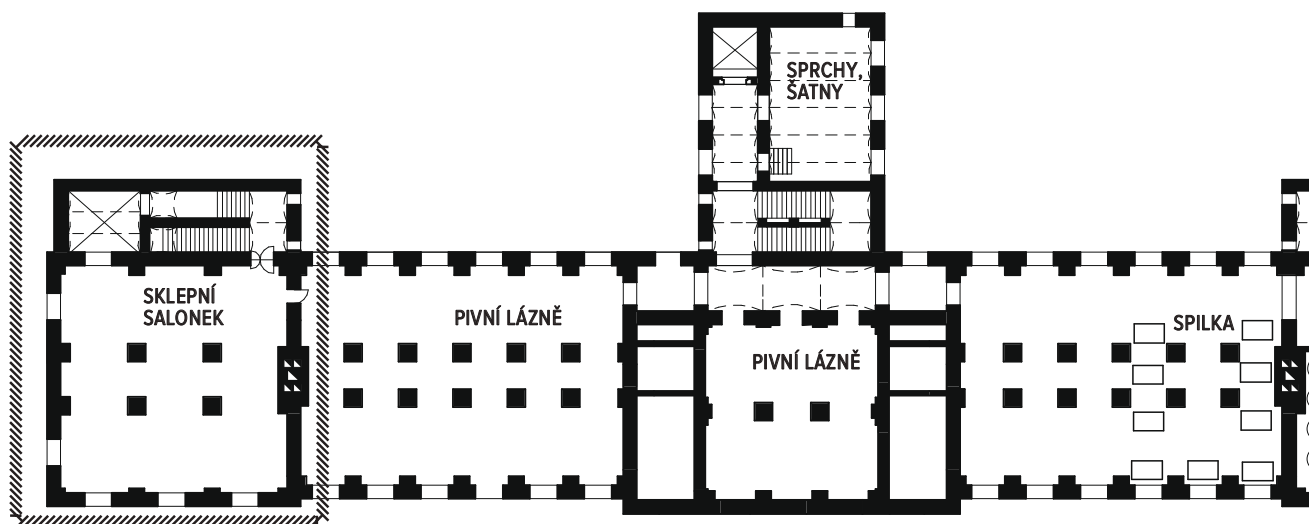 SPRCHY,
ŠATNY
SKLEPNÍ
SALONEK
PIVNÍ LÁZNĚ
PIVNÍ LÁZNĚ
SPILKA